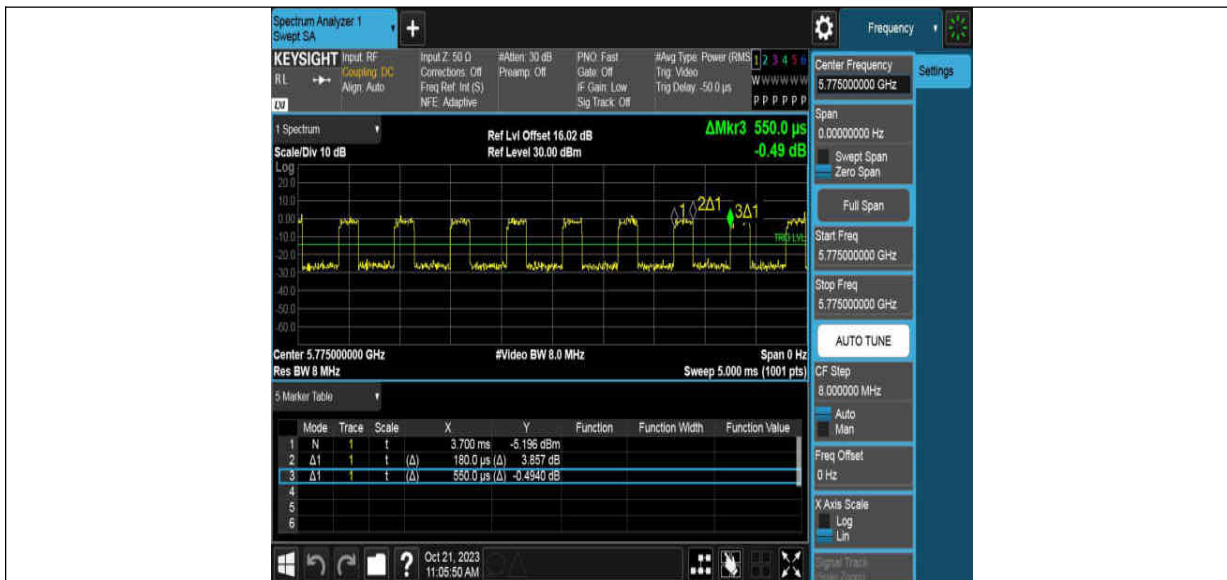 Spectrum Analyzer 1
Swept SA
+
Frequency
KEYSIGHT
RL
LXI
Input: RF
Coupling: DC
Align: Auto
Input Z: 50 Ω
Corrections: Off
Freq Ref: Int (S)
NFE: Adaptive
#Atten: 30 dB
Preamp: Off
PNO: Fast
Gate: Off
IF Gain: Low
Sig Track: Off
#Avg Type: Power (RMS
Trig: Video
Trig Delay: -50.0 µs
1 2 3 4 5 6
W W W W W W
P P P P P P
Center Frequency
5.775000000 GHz
Settings
Span
0.00000000 Hz
Swept Span
Zero Span
Full Span
Start Freq
5.775000000 GHz
Stop Freq
5.775000000 GHz
AUTO TUNE
CF Step
8.000000 MHz
Auto
Man
Freq Offset
0 Hz
X Axis Scale
Log
Lin
Signal Track
1 Spectrum
Scale/Div 10 dB
Ref Lvl Offset 16.02 dB
Ref Level 30.00 dBm
ΔMkr3 550.0 µs
-0.49 dB
Log
20.0
10.0
0.00
-10.0
-20.0
-30.0
-40.0
-50.0
-60.0
1
2Δ1
3Δ1
TRIG LVL
Center 5.775000000 GHz
#Video BW 8.0 MHz
Span 0 Hz
Res BW 8 MHz
Sweep 5.000 ms (1001 pts)
5 Marker Table
Mode Trace Scale X Y Function Function Width Function Value
1 N 1 t 3.700 ms -5.196 dBm
2 Δ1 1 t (Δ) 180.0 µs (Δ) 3.857 dB
3 Δ1 1 t (Δ) 550.0 µs (Δ) -0.4940 dB
4
5
6
?
Oct 21, 2023
11:05:50 AM